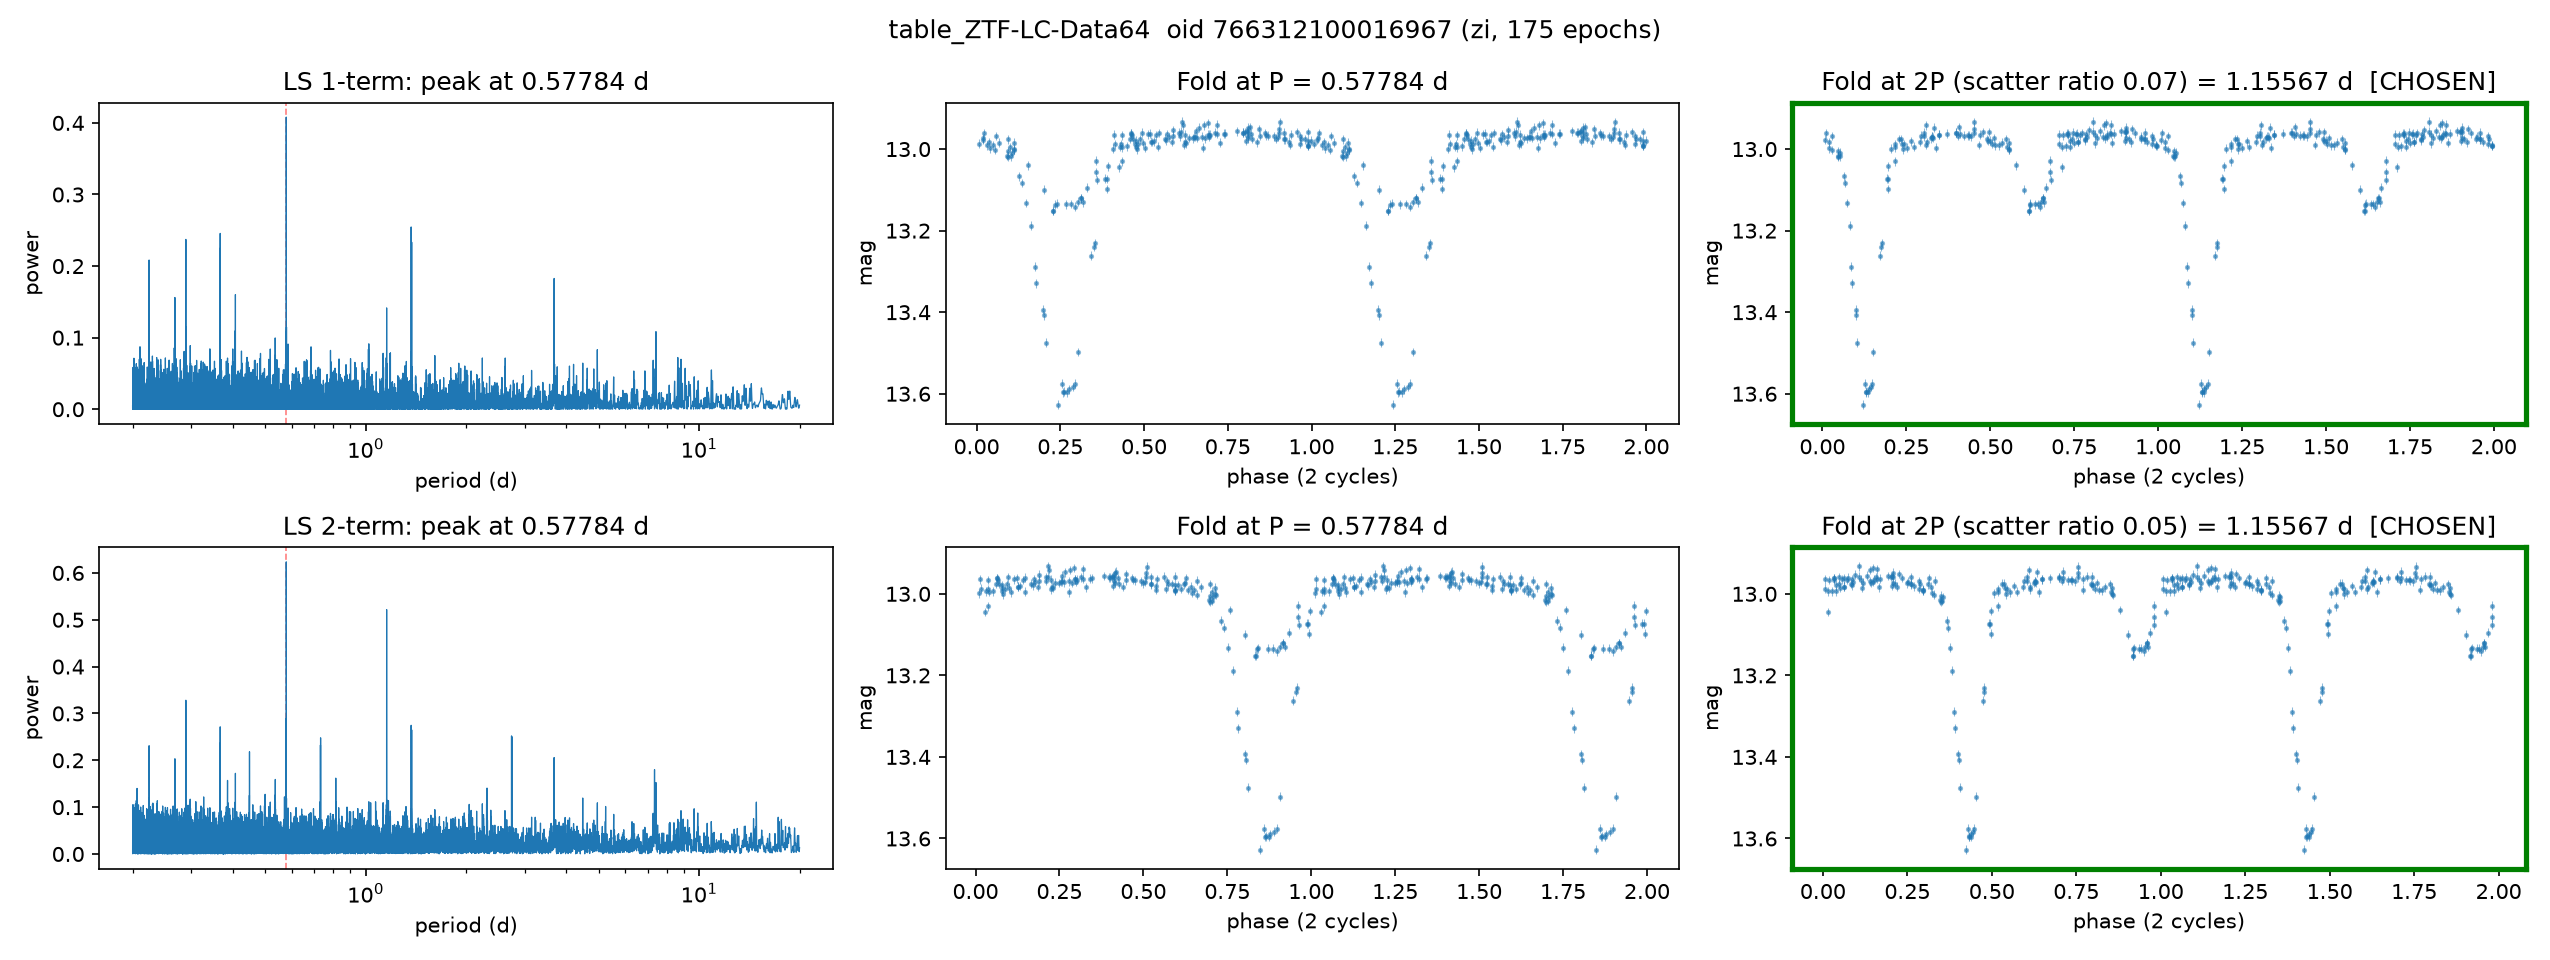 table_ZTF-LC-Data64  oid 766312100016967 (zi, 175 epochs)
LS 1-term: peak at 0.57784 d
power
0.4
0.3
0.2
0.1
0.0
10^0
10^1
period (d)
Fold at P = 0.57784 d
mag
13.0
13.2
13.4
13.6
0.00 0.25 0.50 0.75 1.00 1.25 1.50 1.75 2.00
phase (2 cycles)
Fold at 2P (scatter ratio 0.07) = 1.15567 d  [CHOSEN]
mag
13.0
13.2
13.4
13.6
0.00 0.25 0.50 0.75 1.00 1.25 1.50 1.75 2.00
phase (2 cycles)
LS 2-term: peak at 0.57784 d
power
0.6
0.5
0.4
0.3
0.2
0.1
0.0
10^0
10^1
period (d)
Fold at P = 0.57784 d
mag
13.0
13.2
13.4
13.6
0.00 0.25 0.50 0.75 1.00 1.25 1.50 1.75 2.00
phase (2 cycles)
Fold at 2P (scatter ratio 0.05) = 1.15567 d  [CHOSEN]
mag
13.0
13.2
13.4
13.6
0.00 0.25 0.50 0.75 1.00 1.25 1.50 1.75 2.00
phase (2 cycles)